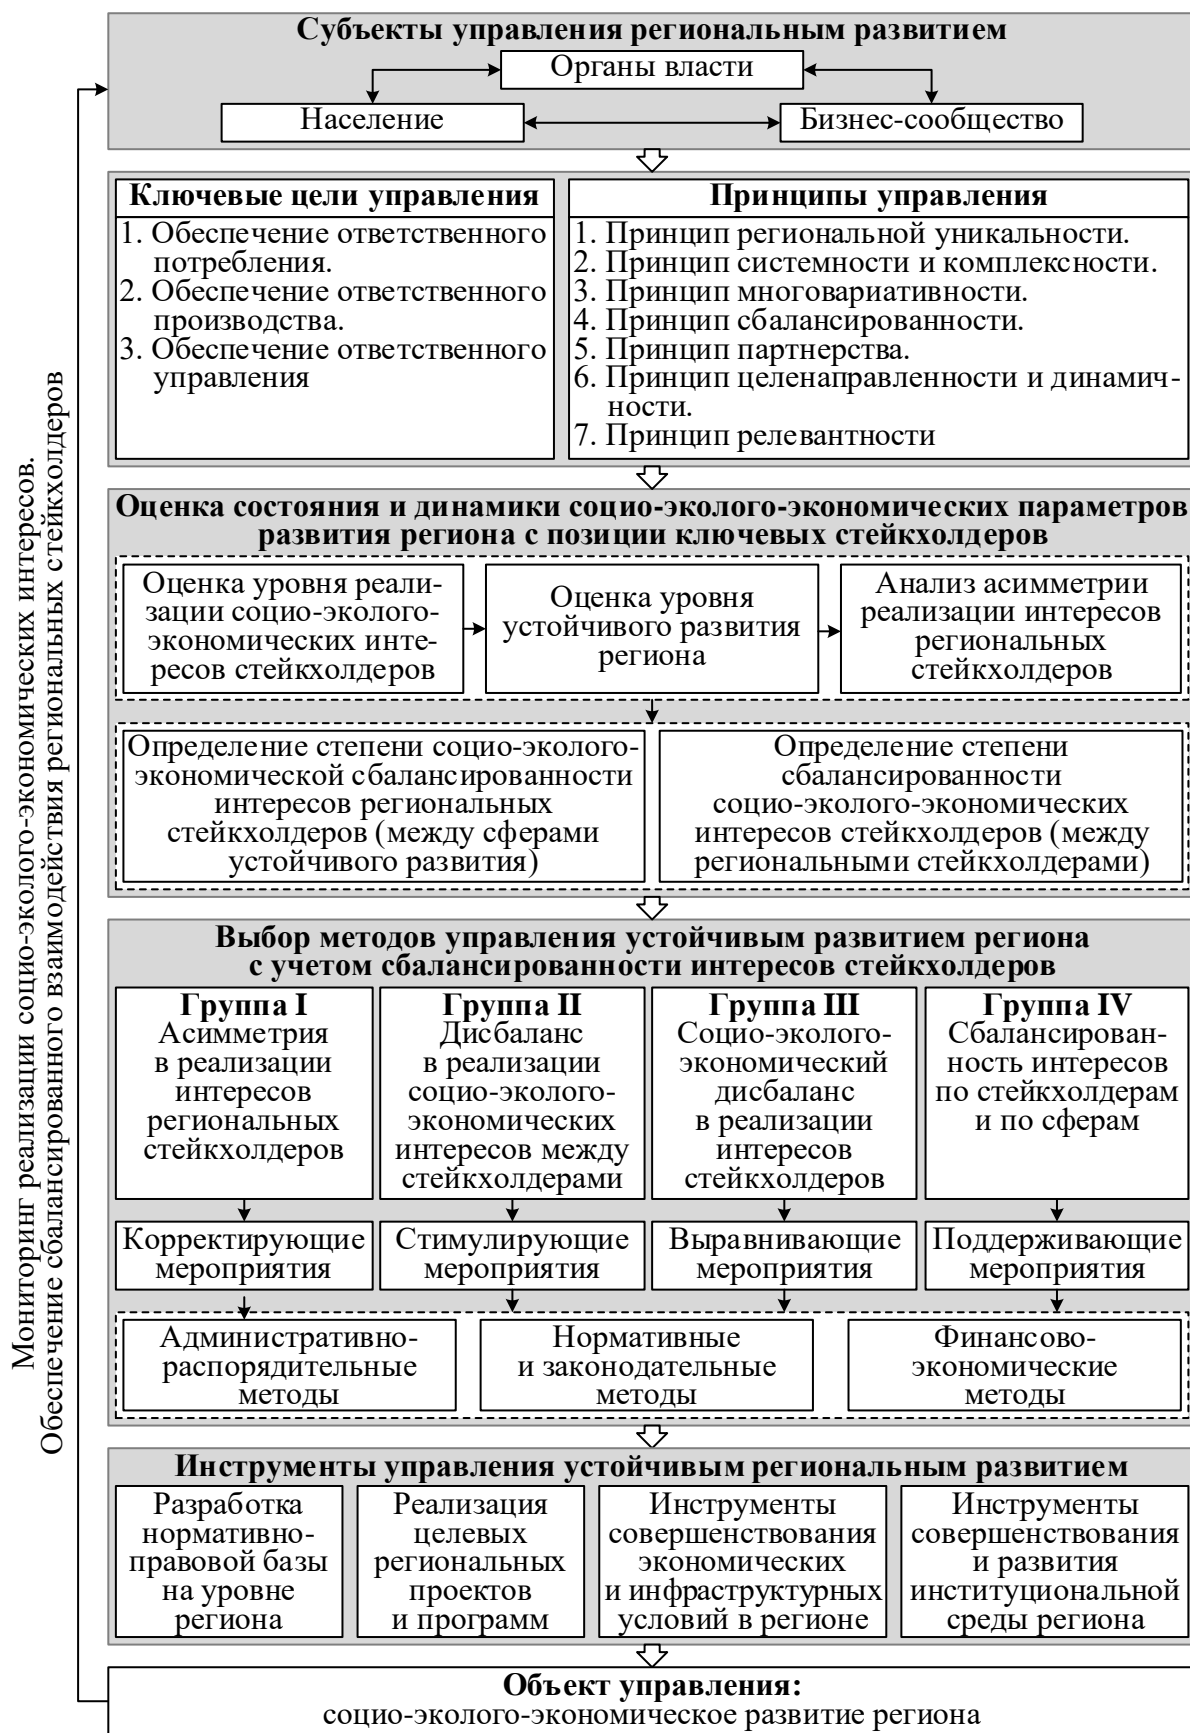 Субъекты управления региональным развитием
Органы власти
Население
Бизнес-сообщество
Ключевые цели управления
1. Обеспечение ответственного
потребления.
2. Обеспечение ответственного
производства.
3. Обеспечение ответственного
управления
Принципы управления
1. Принцип региональной уникальности.
2. Принцип системности и комплексности.
3. Принцип многовариативности.
4. Принцип сбалансированности.
5. Принцип партнерства.
6. Принцип целенаправленности и динамич-
ности.
7. Принцип релевантности
Оценка состояния и динамики социо-эколого-экономических параметров
развития региона с позиции ключевых стейкхолдеров
Оценка уровня реали-
зации социо-эколого-
экономических инте-
ресов стейкхолдеров
Оценка уровня
устойчивого развития
региона
Анализ асимметрии
реализации интересов
региональных
стейкхолдеров
Определение степени социо-эколого-
экономической сбалансированности
интересов региональных
стейкхолдеров (между сферами
устойчивого развития)
Определение степени
сбалансированности
социо-эколого-экономических
интересов стейкхолдеров (между
региональными стейкхолдерами)
Выбор методов управления устойчивым развитием региона
с учетом сбалансированности интересов стейкхолдеров
Группа I
Асимметрия
в реализации
интересов
региональных
стейкхолдеров
Группа II
Дисбаланс
в реализации
социо-эколого-
экономических
интересов между
стейкхолдерами
Группа III
Социо-эколого-
экономический
дисбаланс
в реализации
интересов
стейкхолдеров
Группа IV
Сбалансирован-
ность интересов
по стейкхолдерам
и по сферам
Корректирующие
мероприятия
Стимулирующие
мероприятия
Выравнивающие
мероприятия
Поддерживающие
мероприятия
Административно-
распорядительные
методы
Нормативные
и законодательные
методы
Финансово-
экономические
методы
Инструменты управления устойчивым региональным развитием
Разработка
нормативно-
правовой базы
на уровне
региона
Реализация
целевых
региональных
проектов
и программ
Инструменты
совершенствования
экономических
и инфраструктурных
условий в регионе
Инструменты
совершенствования
и развития
институциональной
среды региона
Объект управления:
социо-эколого-экономическое развитие региона
Мониторинг реализации социо-эколого-экономических интересов.
Обеспечение сбалансированного взаимодействия региональных стейкхолдеров